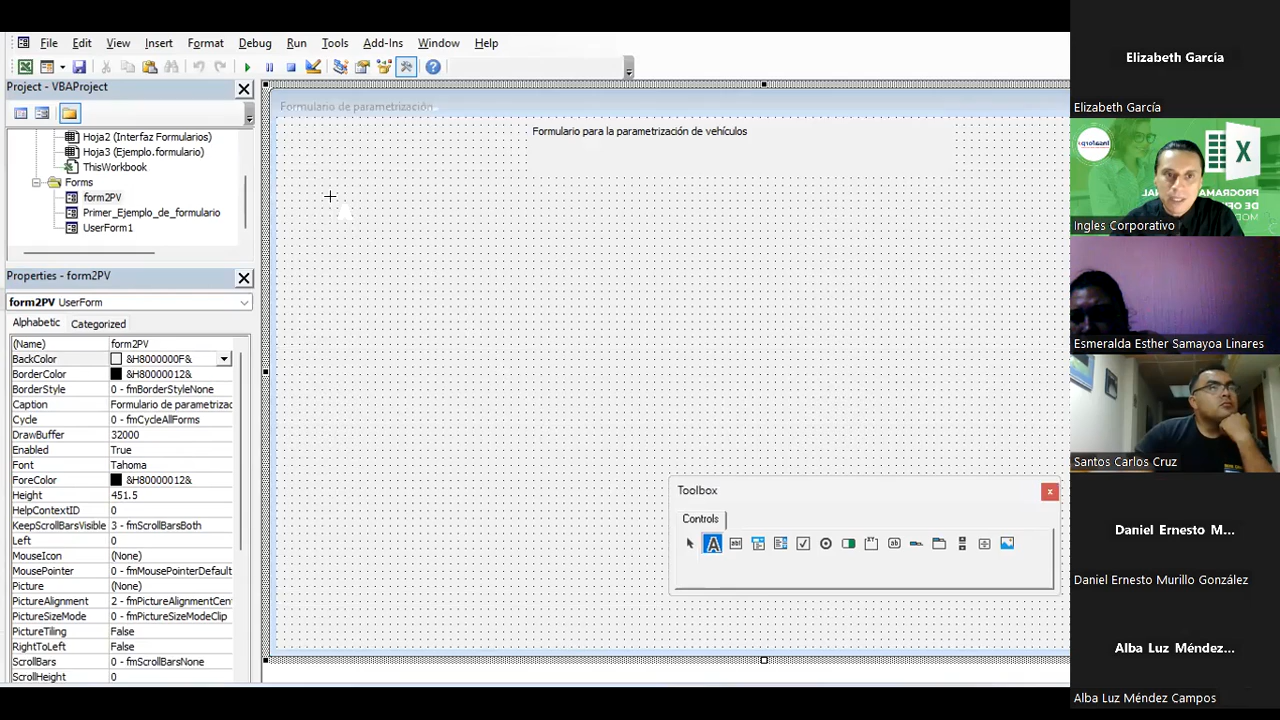 File Edit View Insert Format Debug Run Tools Add-Ins Window Help
Project - VBAProject
Hoja2 (Interfaz Formularios)
Hoja3 (Ejemplo.formulario)
ThisWorkbook
Forms
form2PV
Primer_Ejemplo_de_formulario
UserForm1
Properties - form2PV
form2PV UserForm
Alphabetic Categorized
(Name) form2PV
BackColor &H8000000F&
BorderColor &H80000012&
BorderStyle 0 - fmBorderStyleNone
Caption Formulario de parametrizac
Cycle 0 - fmCycleAllForms
DrawBuffer 32000
Enabled True
Font Tahoma
ForeColor &H80000012&
Height 451.5
HelpContextID 0
KeepScrollBarsVisible 3 - fmScrollBarsBoth
Left 0
MouseIcon (None)
MousePointer 0 - fmMousePointerDefault
Picture (None)
PictureAlignment 2 - fmPictureAlignmentCen
PictureSizeMode 0 - fmPictureSizeModeClip
PictureTiling False
RightToLeft False
ScrollBars 0 - fmScrollBarsNone
ScrollHeight 0
Formulario de parametrización
Formulario para la parametrización de vehículos
Toolbox
Controls
Elizabeth García
Elizabeth García
Ingles Corporativo
Esmeralda Esther Samayoa Linares
Santos Carlos Cruz
Daniel Ernesto M...
Daniel Ernesto Murillo González
Alba Luz Méndez...
Alba Luz Méndez Campos